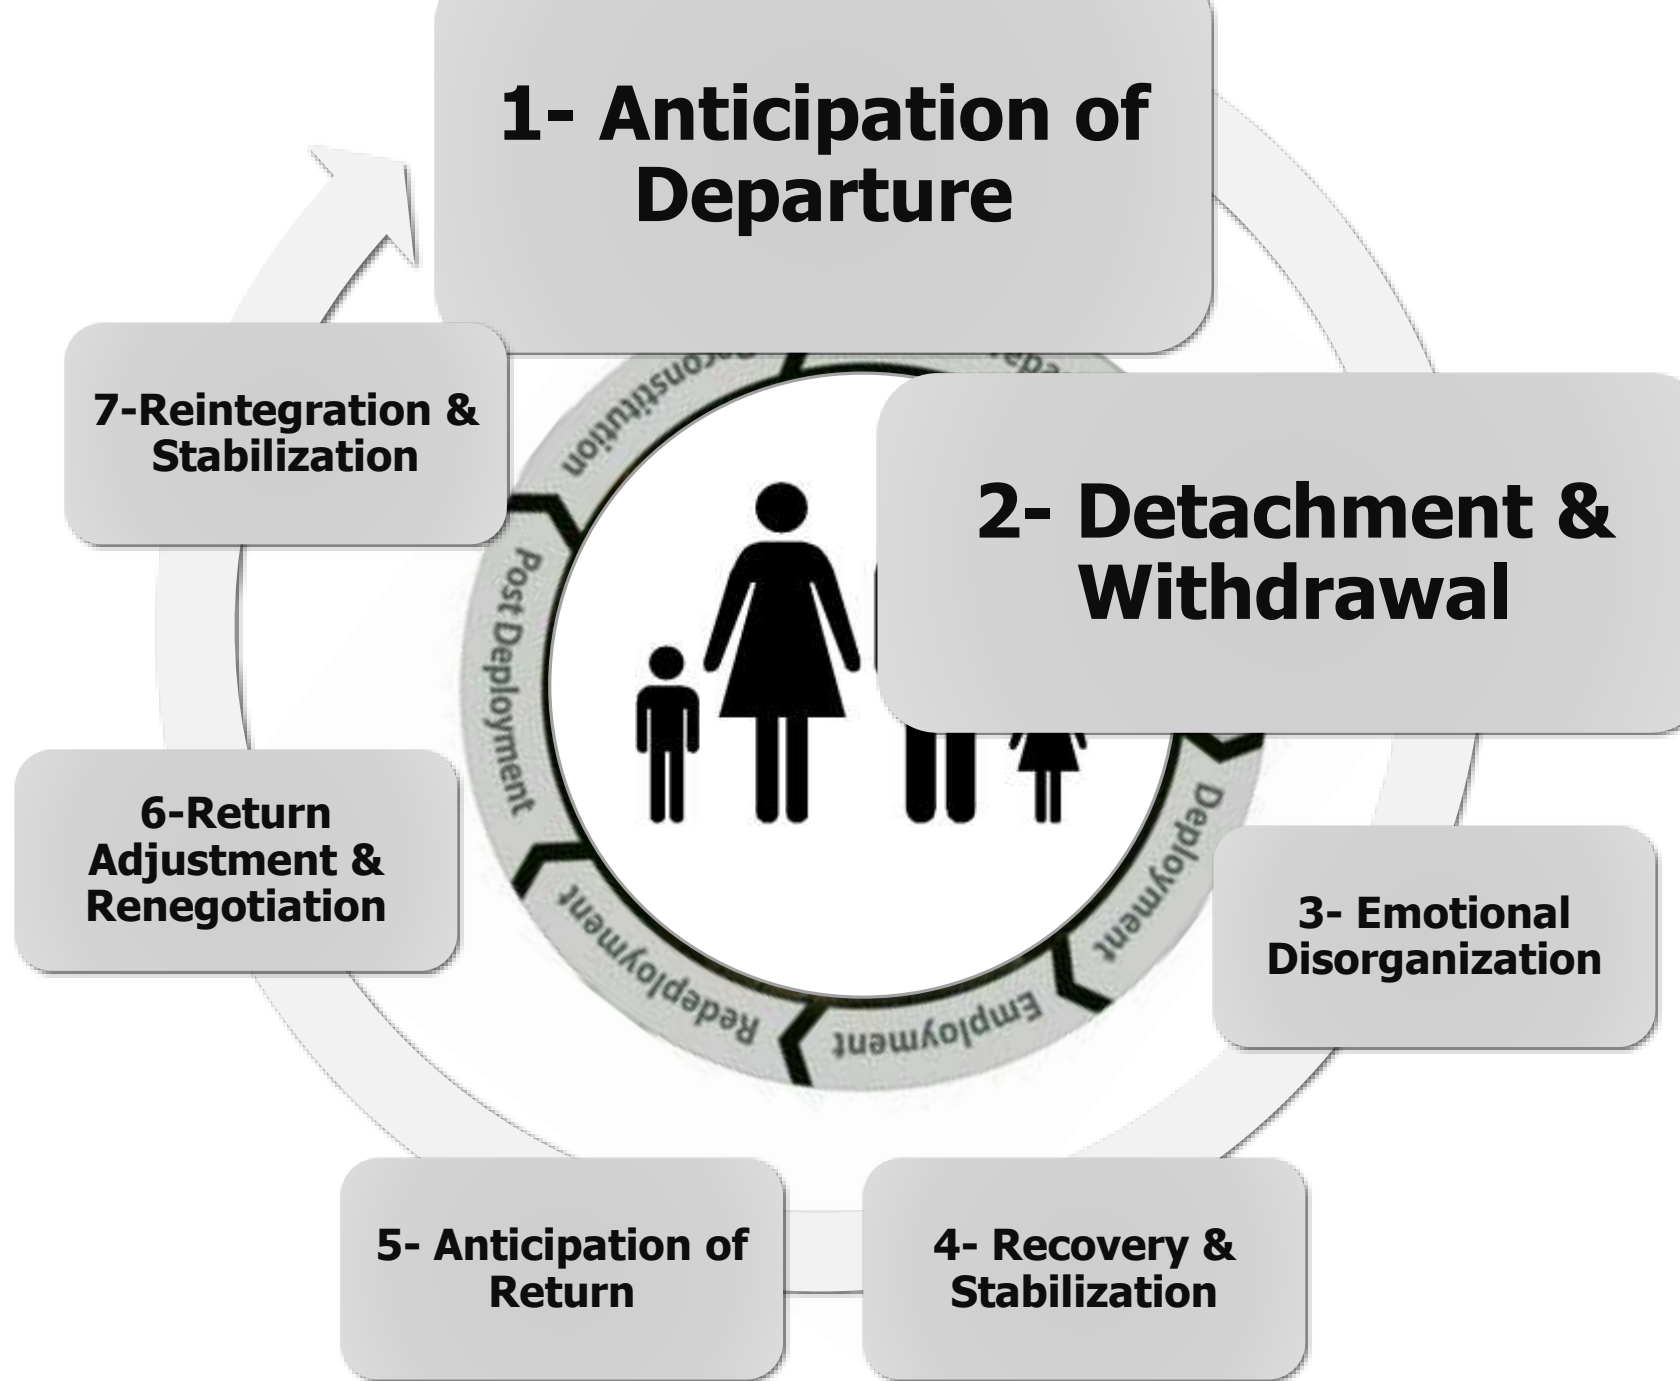 1- Anticipation of
Departure
2- Detachment &
Withdrawal
3- Emotional
Disorganization
4- Recovery &
Stabilization
5- Anticipation of
Return
6-Return
Adjustment &
Renegotiation
7-Reintegration &
Stabilization
Deployment
Employment
Redeployment
Post Deployment